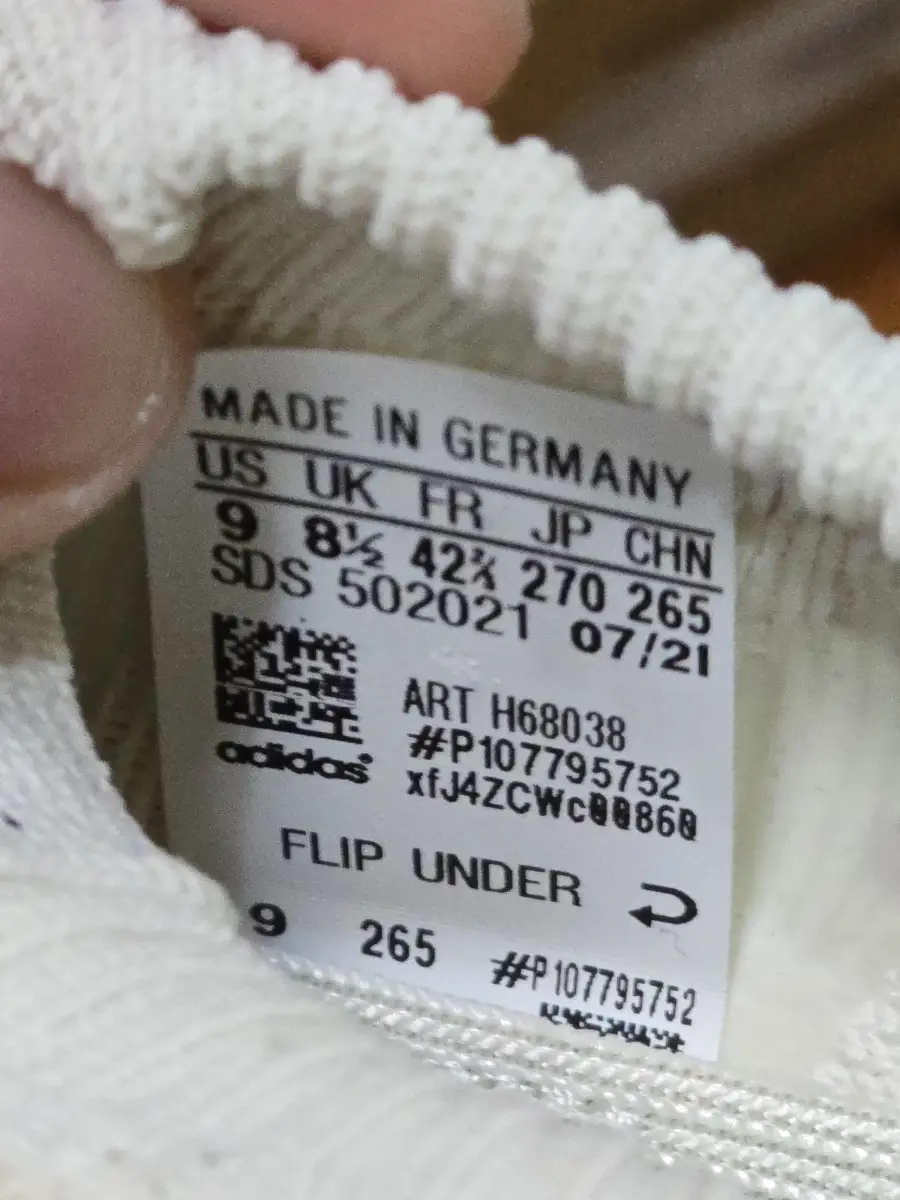 MADE IN GERMANY
US UK FR JP CHN
9 8½ 42⅔ 270 265
SDS 502021 07/21
ART H68038
#P107795752
xfJ4ZCWc00860
adidas®
FLIP UNDER
9 265 #P107795752